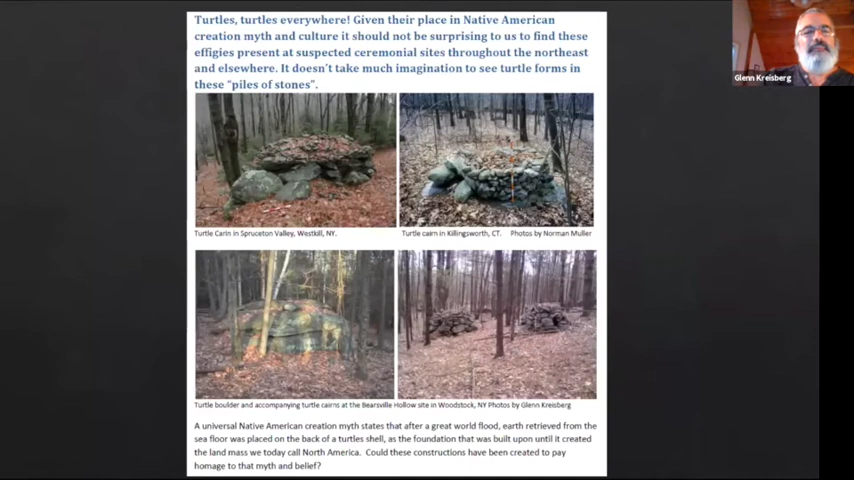 Turtles, turtles everywhere! Given their place in Native American
creation myth and culture it should not be surprising to us to find these
effigies present at suspected ceremonial sites throughout the northeast
and elsewhere. It doesn't take much imagination to see turtle forms in
these “piles of stones”.
Glenn Kreisberg
Turtle Carin in Spruceton Valley, Westkill, NY.
Turtle cairn in Killingsworth, CT. Photos by Norman Muller
Turtle boulder and accompanying turtle cairns at the Bearsville Hollow site in Woodstock, NY Photos by Glenn Kreisberg
A universal Native American creation myth states that after a great world flood, earth retrieved from the
sea floor was placed on the back of a turtles shell, as the foundation that was built upon until it created
the land mass we today call North America. Could these constructions have been created to pay
homage to that myth and belief?